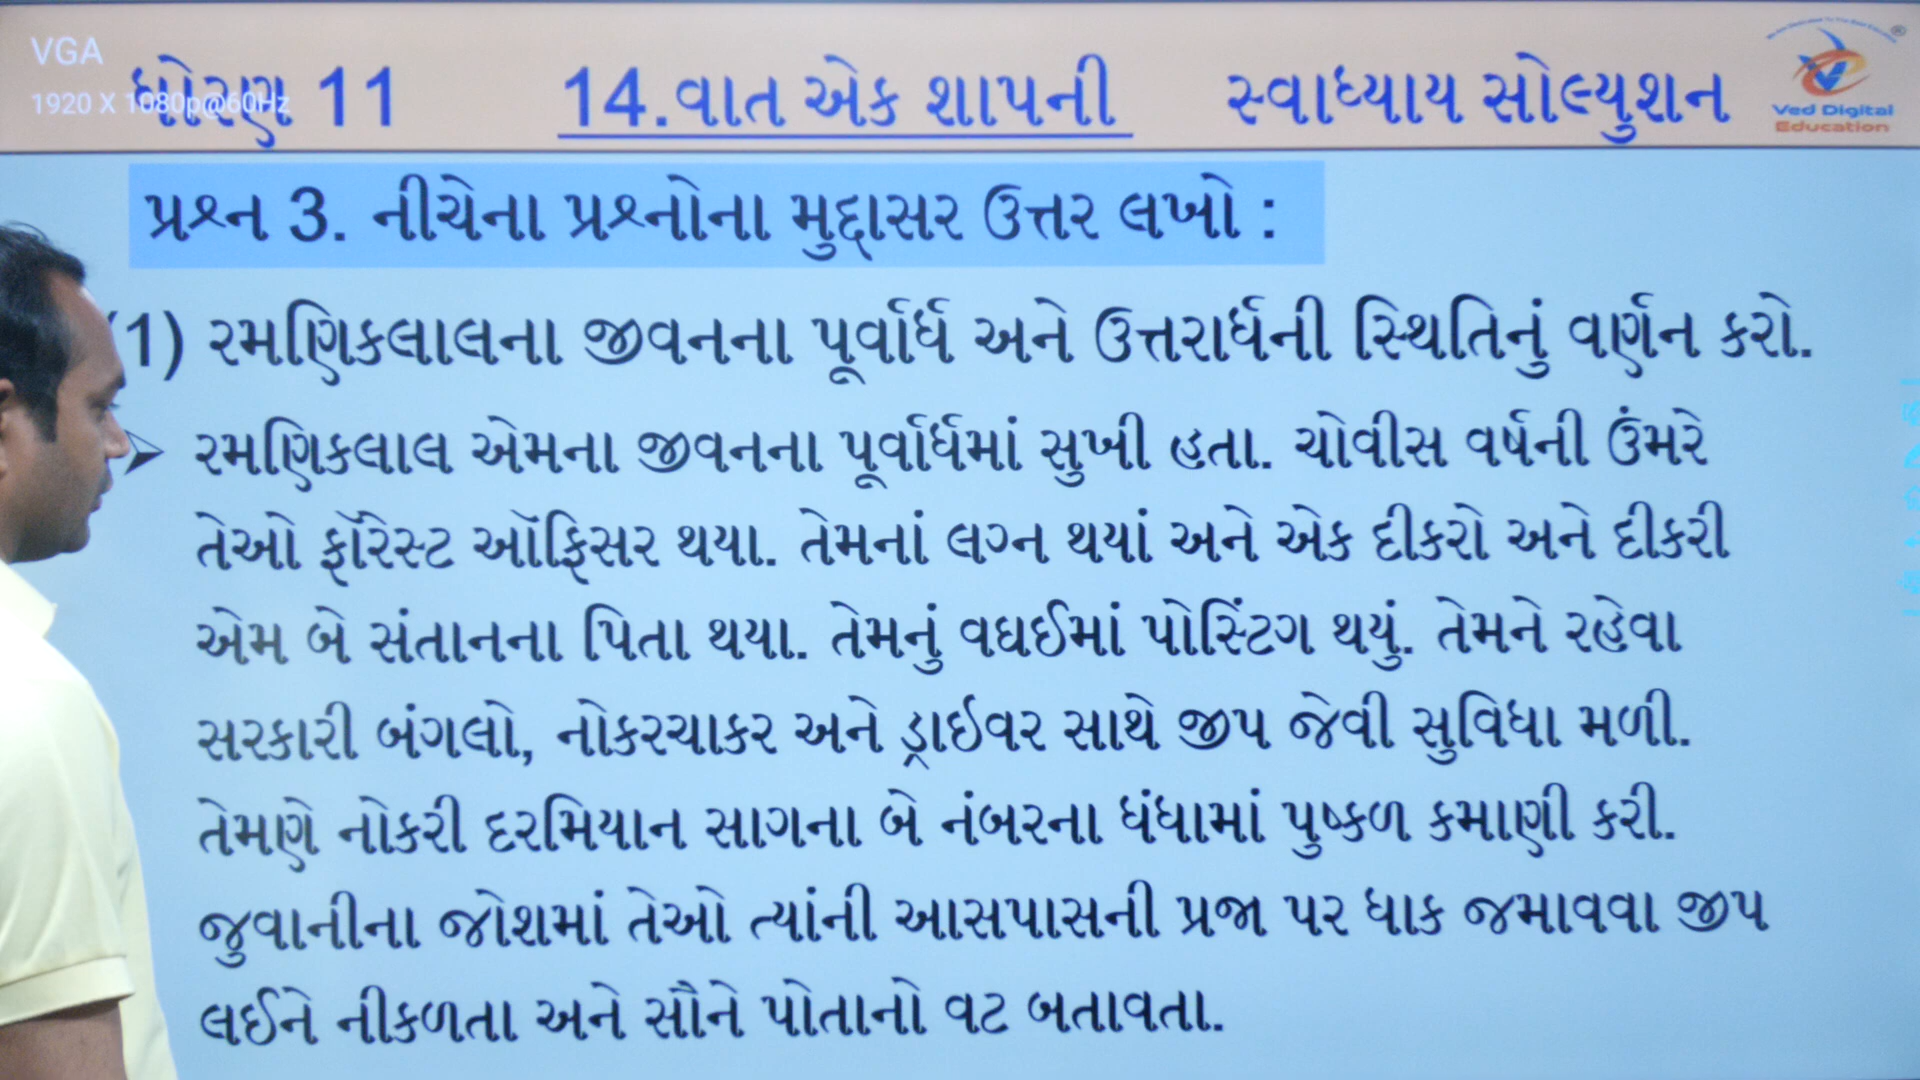 VGA
1920 X 1080p@60Hz
ધોરણ 11 14.વાત એક શાપની સ્વાધ્યાય સોલ્યુશન
Ved Digital
Education
પ્રશ્ન 3. નીચેના પ્રશ્નોના મુદ્દાસર ઉત્તર લખો :
(1) રમણિકલાલના જીવનના પૂર્વાર્ધ અને ઉત્તરાર્ધની સ્થિતિનું વર્ણન કરો.
➢ રમણિકલાલ એમના જીવનના પૂર્વાર્ધમાં સુખી હતા. ચોવીસ વર્ષની ઉંમરે
તેઓ ફૉરેસ્ટ ઑફિસર થયા. તેમનાં લગ્ન થયાં અને એક દીકરો અને દીકરી
એમ બે સંતાનના પિતા થયા. તેમનું વઘઈમાં પોસ્ટિંગ થયું. તેમને રહેવા
સરકારી બંગલો, નોકરચાકર અને ડ્રાઇવર સાથે જીપ જેવી સુવિધા મળી.
તેમણે નોકરી દરમિયાન સાગના બે નંબરના ધંધામાં પુષ્કળ કમાણી કરી.
જુવાનીના જોશમાં તેઓ ત્યાંની આસપાસની પ્રજા પર ધાક જમાવવા જીપ
લઈને નીકળતા અને સૌને પોતાનો વટ બતાવતા.